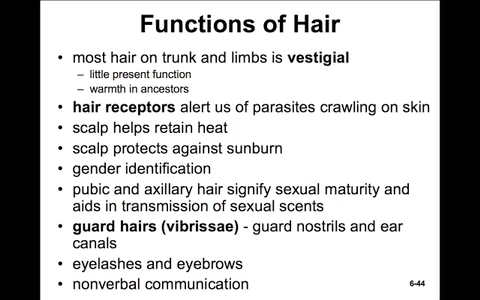 Functions of Hair
• most hair on trunk and limbs is vestigial
– little present function
– warmth in ancestors
• hair receptors alert us of parasites crawling on skin
• scalp helps retain heat
• scalp protects against sunburn
• gender identification
• pubic and axillary hair signify sexual maturity and
aids in transmission of sexual scents
• guard hairs (vibrissae) - guard nostrils and ear
canals
• eyelashes and eyebrows
• nonverbal communication
6-44